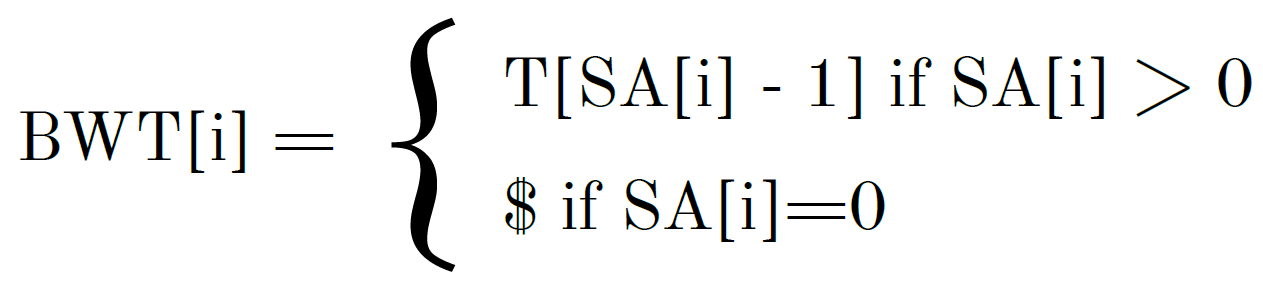 T[SA[i] - 1] if SA[i] > 0
BWT[i] =
$ if SA[i]=0